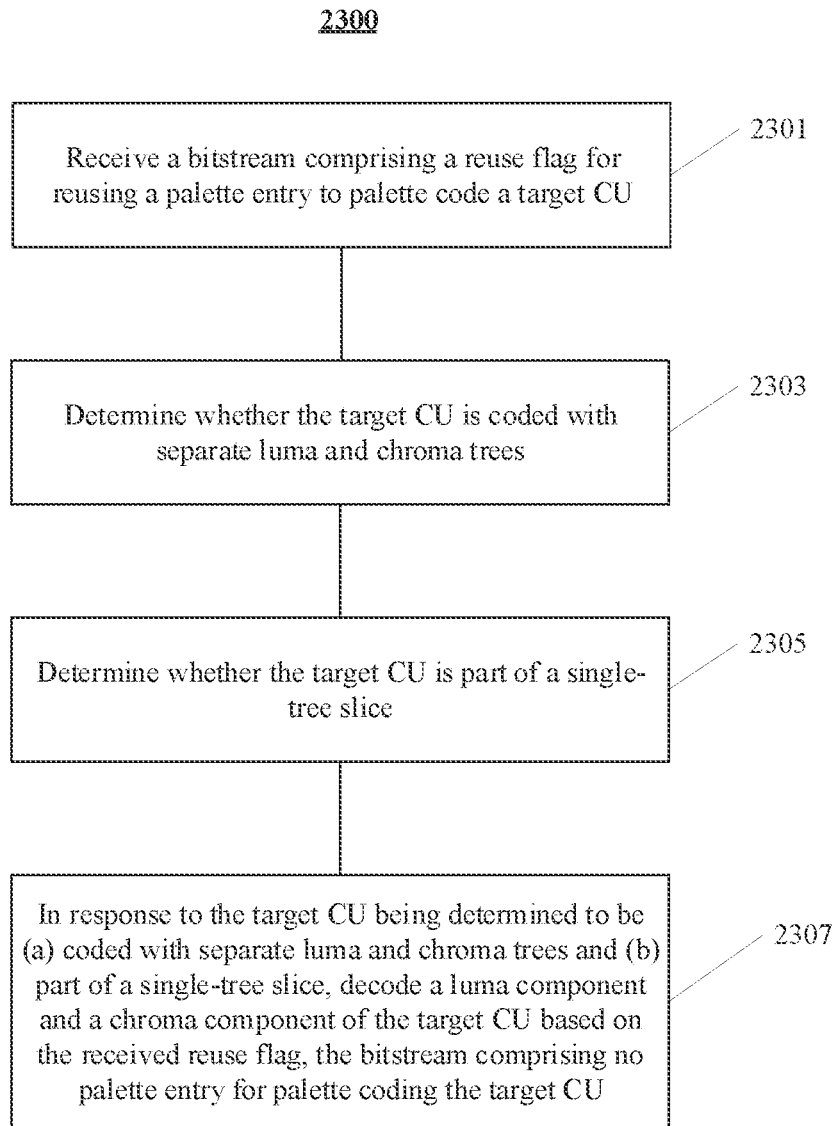 2300
Receive a bitstream comprising a reuse flag for
reusing a palette entry to palette code a target CU
2301
Determine whether the target CU is coded with
separate luma and chroma trees
2303
Determine whether the target CU is part of a single-
tree slice
2305
In response to the target CU being determined to be
(a) coded with separate luma and chroma trees and (b)
part of a single-tree slice, decode a luma component
and a chroma component of the target CU based on
the received reuse flag, the bitstream comprising no
palette entry for palette coding the target CU
2307